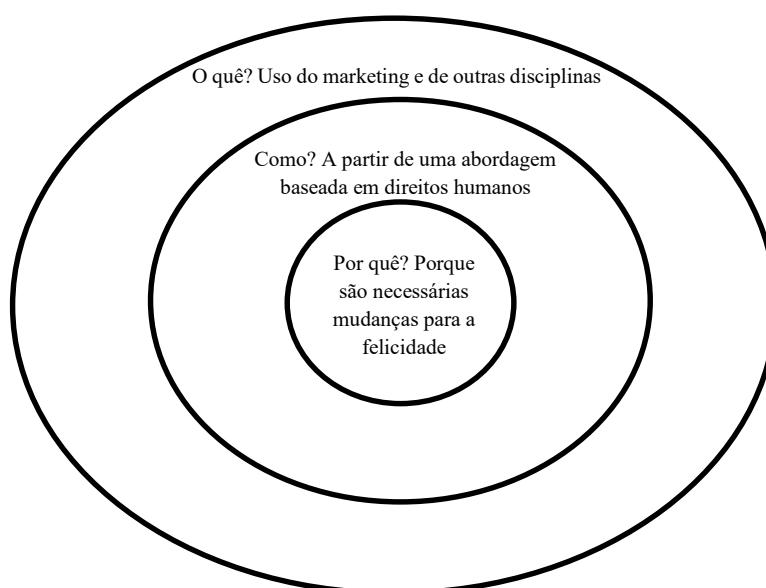 O quê? Uso do marketing e de outras disciplinas
Como? A partir de uma abordagem
baseada em direitos humanos
Por quê? Porque
são necessárias
mudanças para a
felicidade